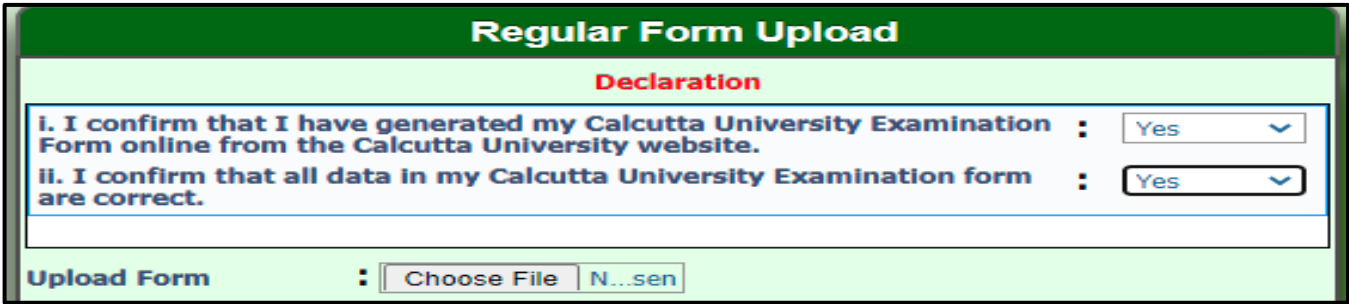 Regular Form Upload
Declaration
i. I confirm that I have generated my Calcutta University Examination : Yes
Form online from the Calcutta University website.
ii. I confirm that all data in my Calcutta University Examination form : Yes
are correct.
Upload Form : Choose File N...sen